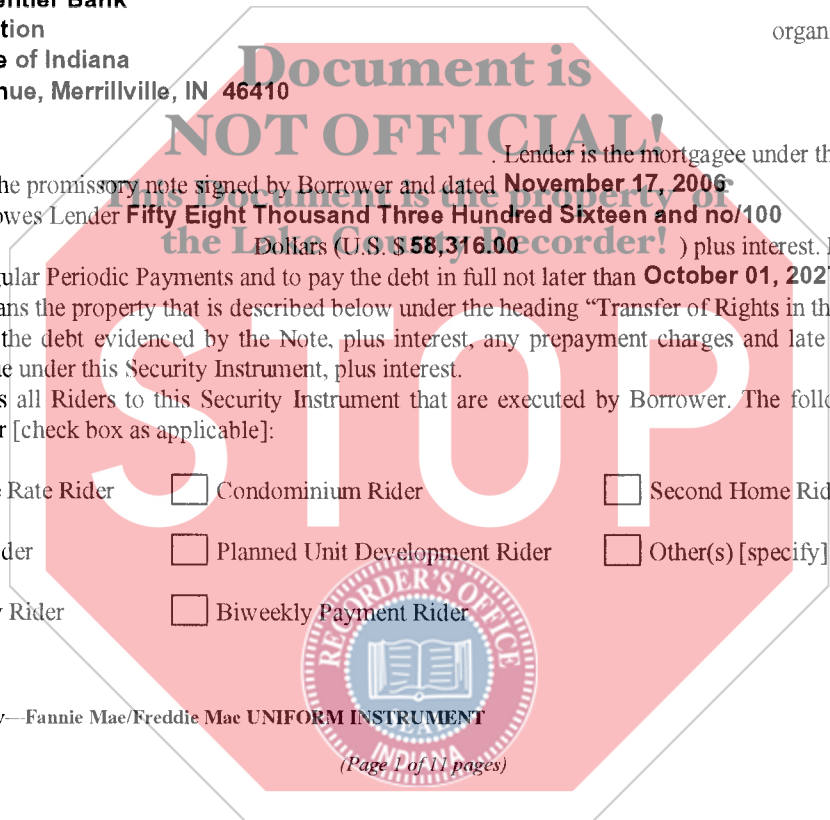 entier Bank
tion organ
e of Indiana
nue, Merrillville, IN 46410
Document is
NOT OFFICIAL!
. Lender is the mortgagee under th
he promissory note signed by Borrower and dated November 17, 2006
This Document is the property of
owes Lender Fifty Eight Thousand Three Hundred Sixteen and no/100
the Lake County Recorder!
Dollars (U.S. $ 58,316.00 ) plus interest.
gular Periodic Payments and to pay the debt in full not later than October 01, 2027
ans the property that is described below under the heading “Transfer of Rights in th
the debt evidenced by the Note, plus interest, any prepayment charges and late
e under this Security Instrument, plus interest.
s all Riders to this Security Instrument that are executed by Borrower. The follo
r [check box as applicable]:
STOP
e Rate Rider Condominium Rider Second Home Rid
der Planned Unit Development Rider Other(s) [specify]
y Rider Biweekly Payment Rider
RECORDER'S OFFICE
SEAL
INDIANA
y—Fannie Mae/Freddie Mac UNIFORM INSTRUMENT
(Page 1 of 11 pages)